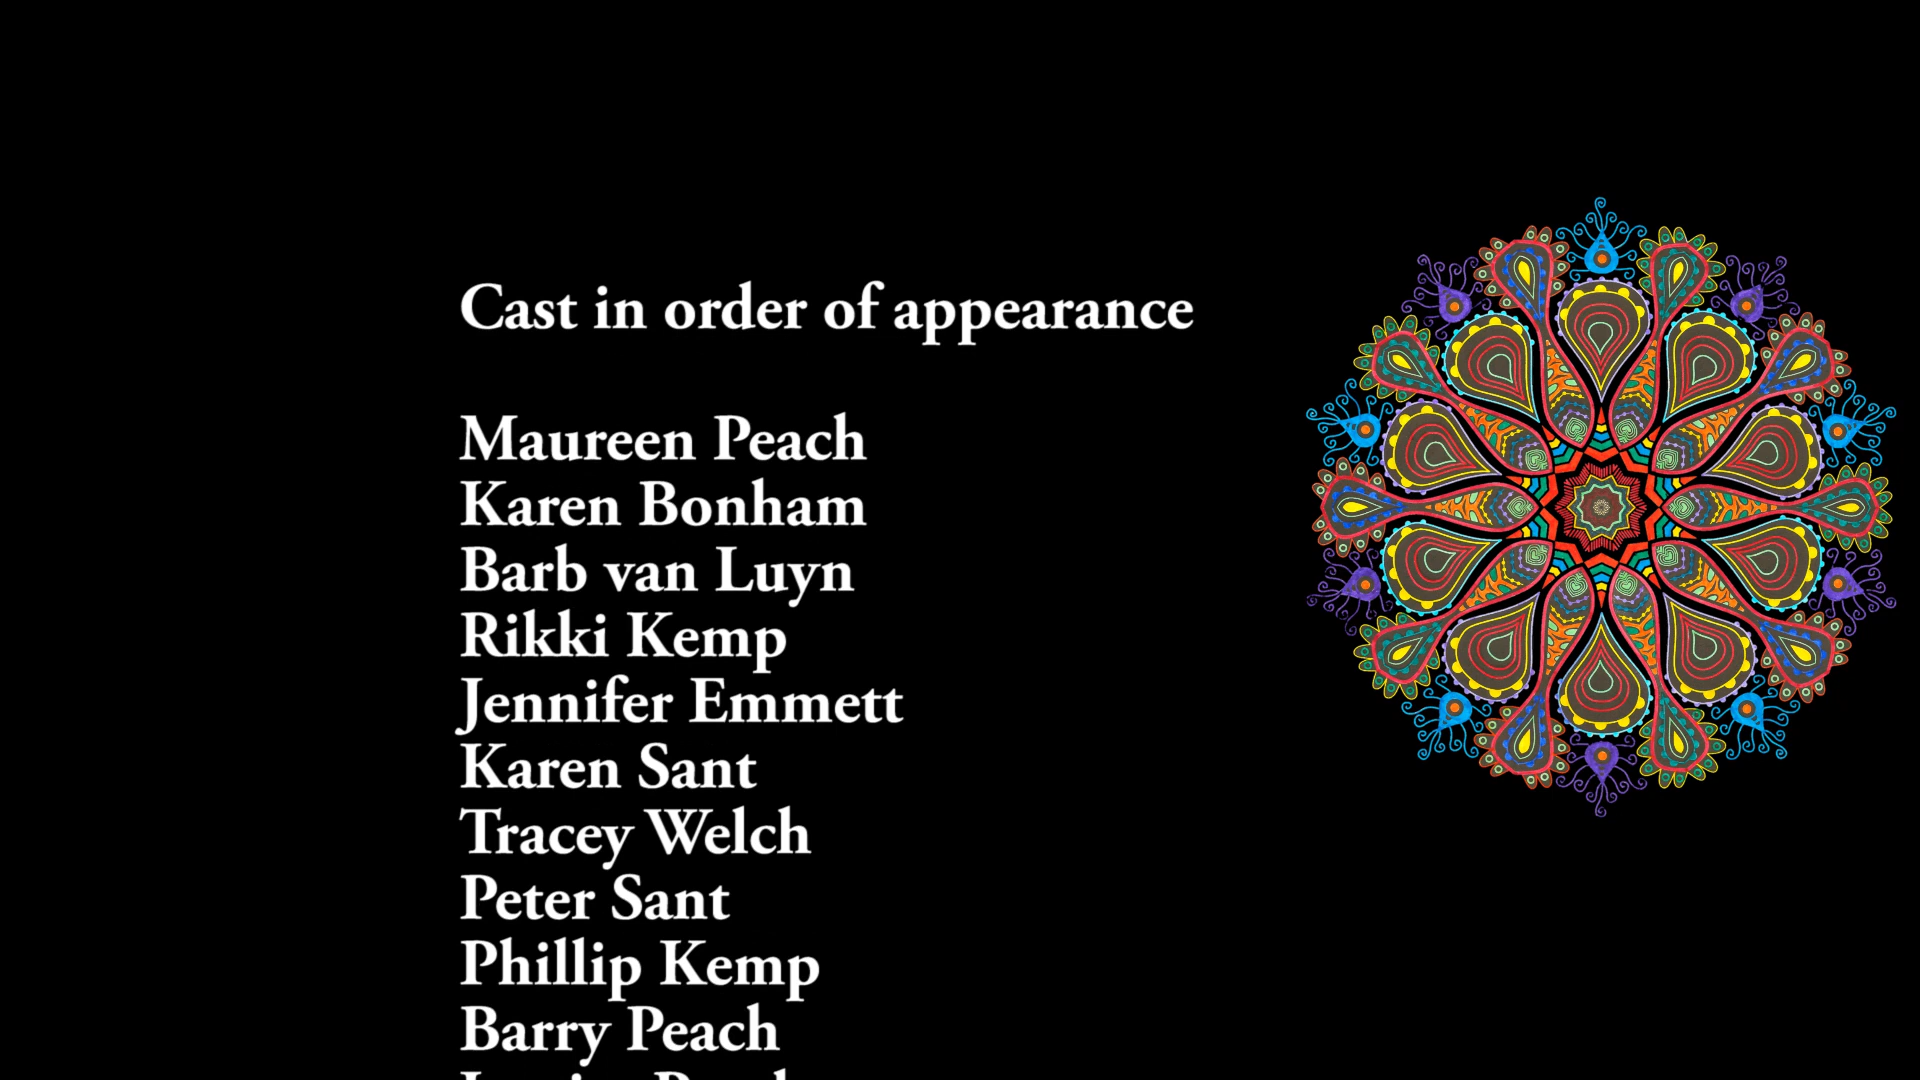 Cast in order of appearance
Maureen Peach
Karen Bonham
Barb van Luyn
Rikki Kemp
Jennifer Emmett
Karen Sant
Tracey Welch
Peter Sant
Phillip Kemp
Barry Peach